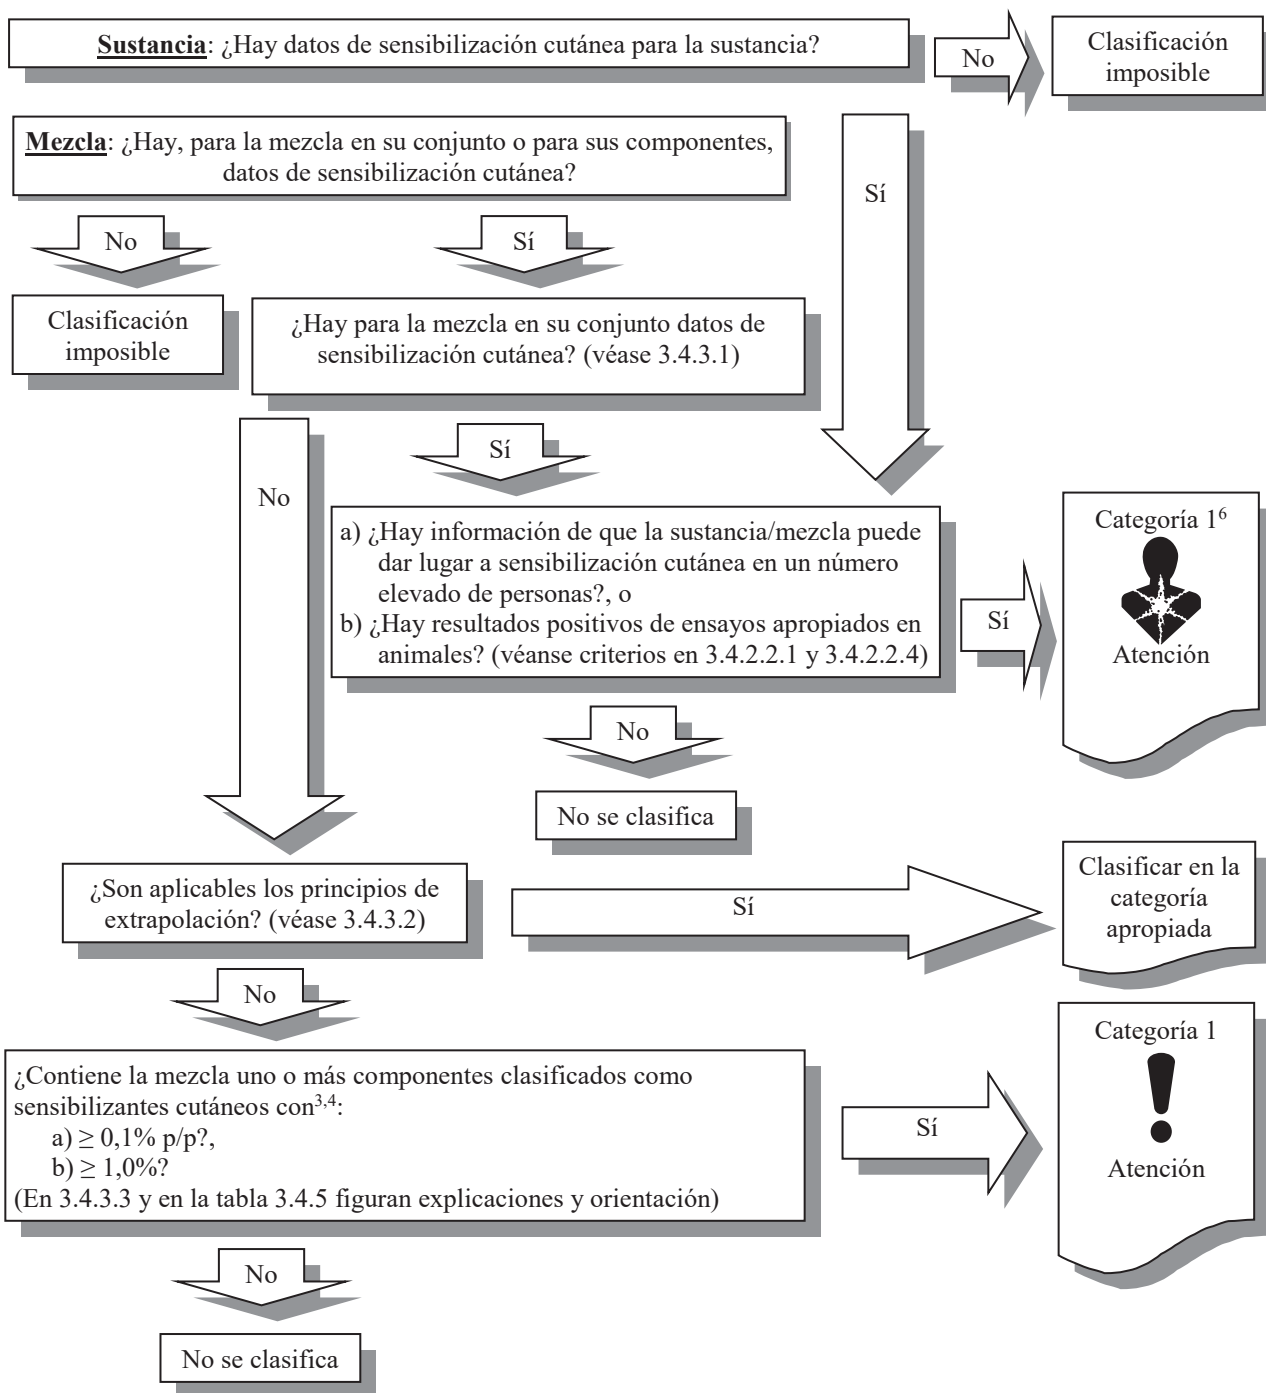 Sustancia: ¿Hay datos de sensibilización cutánea para la sustancia?
No
Clasificación
imposible
Mezcla: ¿Hay, para la mezcla en su conjunto o para sus componentes,
datos de sensibilización cutánea?
Sí
No
Sí
Clasificación
imposible
¿Hay para la mezcla en su conjunto datos de
sensibilización cutánea? (véase 3.4.3.1)
Sí
No
a) ¿Hay información de que la sustancia/mezcla puede
dar lugar a sensibilización cutánea en un número
elevado de personas?, o
b) ¿Hay resultados positivos de ensayos apropiados en
animales? (véanse criterios en 3.4.2.2.1 y 3.4.2.2.4)
Sí
Categoría 1⁶
Atención
No
No se clasifica
¿Son aplicables los principios de
extrapolación? (véase 3.4.3.2)
Sí
Clasificar en la
categoría
apropiada
No
¿Contiene la mezcla uno o más componentes clasificados como
sensibilizantes cutáneos con³,⁴:
a) ≥ 0,1% p/p?,
b) ≥ 1,0%?
(En 3.4.3.3 y en la tabla 3.4.5 figuran explicaciones y orientación)
Sí
Categoría 1
Atención
No
No se clasifica